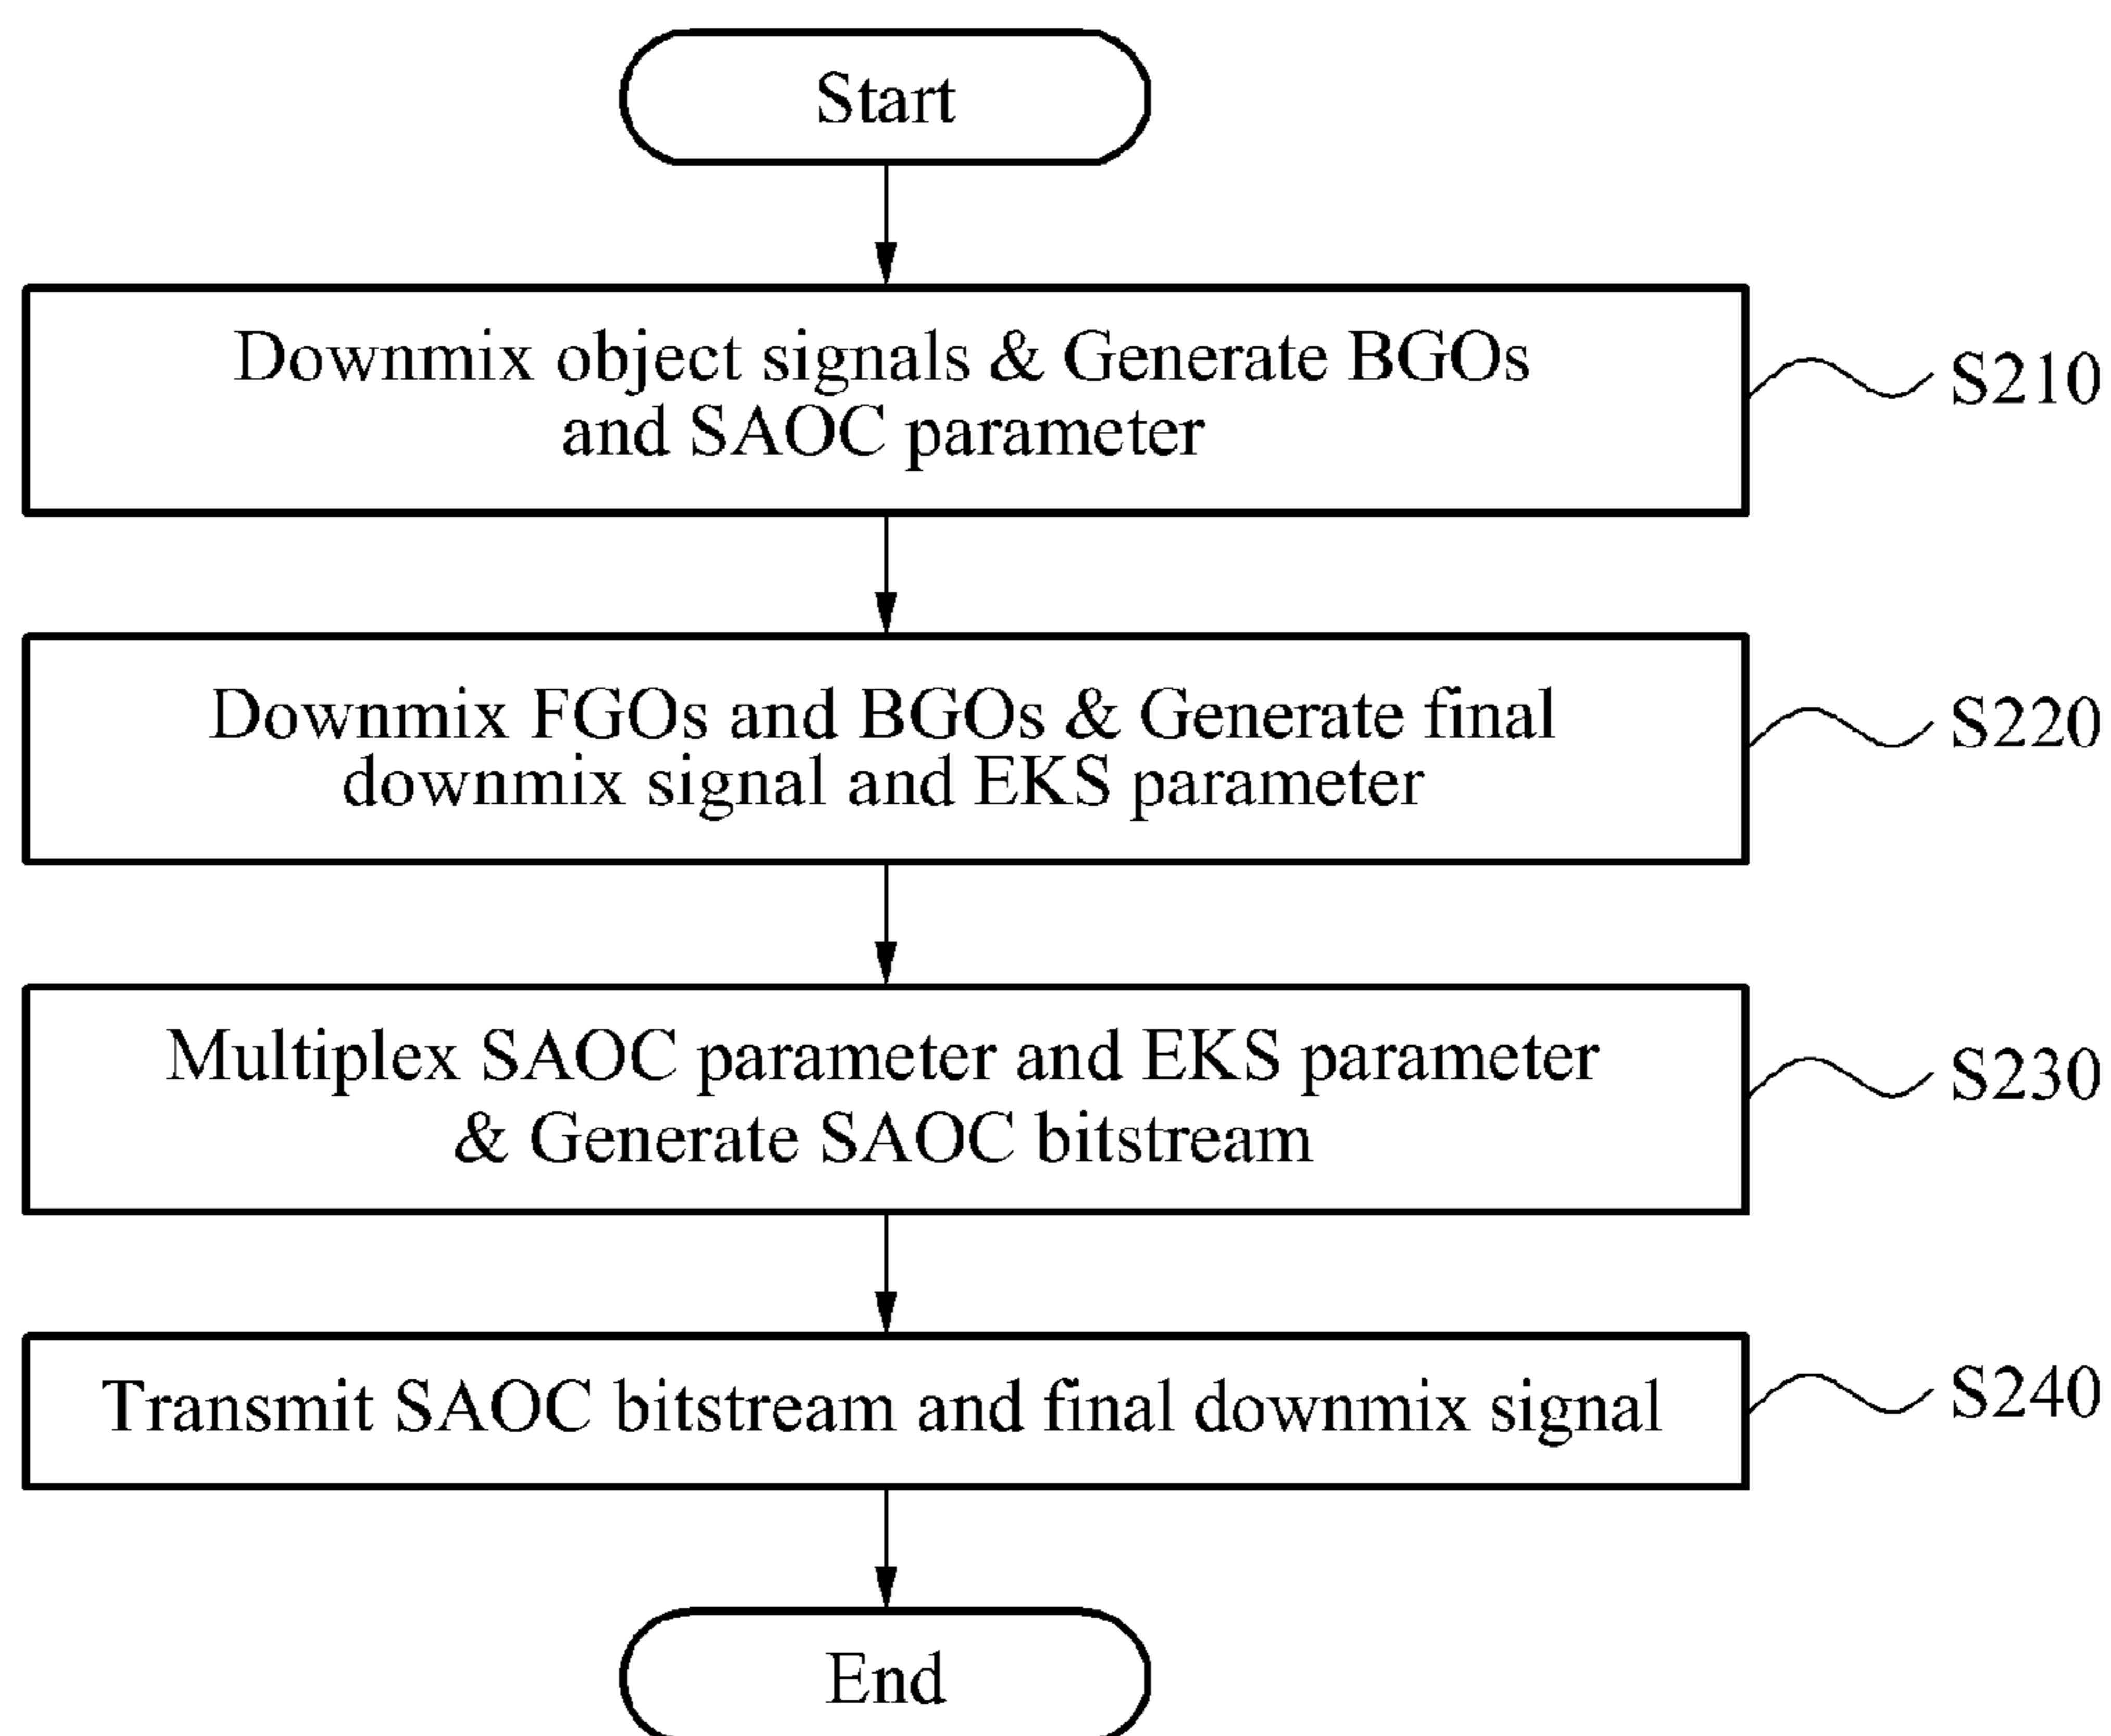 Start
Downmix object signals & Generate BGOs
and SAOC parameter
S210
Downmix FGOs and BGOs & Generate final
downmix signal and EKS parameter
S220
Multiplex SAOC parameter and EKS parameter
& Generate SAOC bitstream
S230
Transmit SAOC bitstream and final downmix signal
S240
End